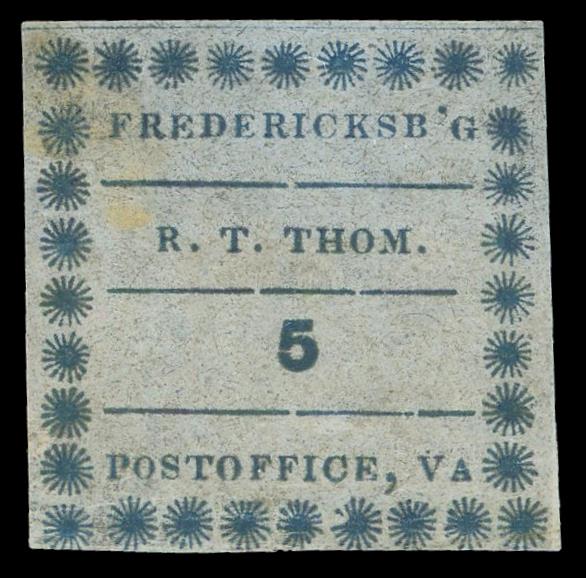 FREDERICKSB'G
R. T. THOM.
5
POSTOFFICE, VA